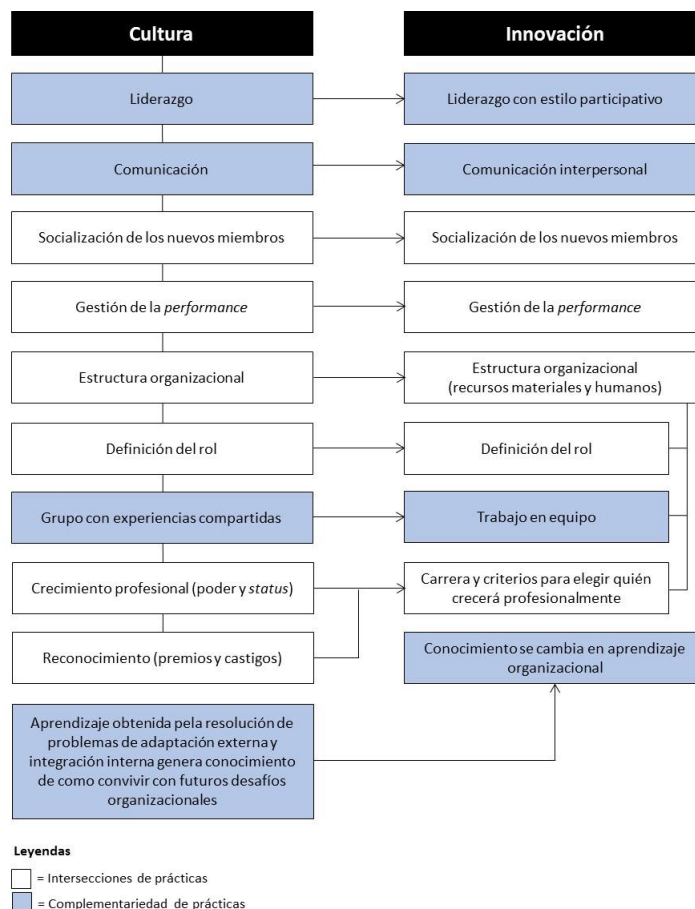 Cultura
Innovación
Liderazgo
Liderazgo con estilo participativo
Comunicación
Comunicación interpersonal
Socialización de los nuevos miembros
Socialización de los nuevos miembros
Gestión de la performance
Gestión de la performance
Estructura organizacional
Estructura organizacional
(recursos materiales y humanos)
Definición del rol
Definición del rol
Grupo con experiencias compartidas
Trabajo en equipo
Crecimiento profesional (poder y status)
Carrera y criterios para elegir quién
crecerá profesionalmente
Reconocimiento (premios y castigos)
Conocimiento se cambia en aprendizaje
organizacional
Aprendizaje obtenida pela resolución de
problemas de adaptación externa y
integración interna genera conocimiento
de como convivir con futuros desafíos
organizacionales
Leyendas
= Intersecciones de prácticas
= Complementariedad de prácticas